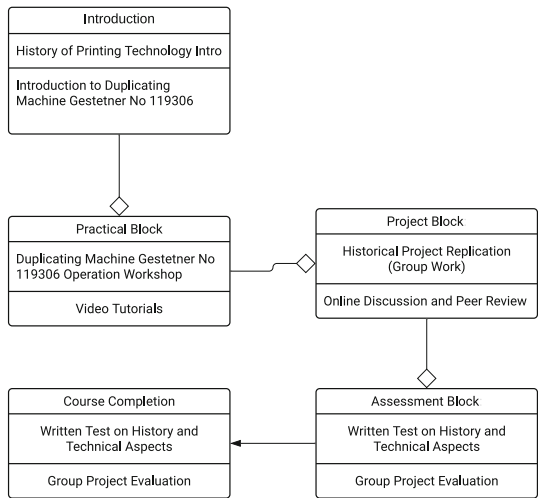 Introduction
History of Printing Technology Intro
Introduction to Duplicating
Machine Gestetner No 119306
Practical Block
Duplicating Machine Gestetner No
119306 Operation Workshop
Video Tutorials
Project Block
Historical Project Replication
(Group Work)
Online Discussion and Peer Review
Course Completion
Written Test on History and
Technical Aspects
Group Project Evaluation
Assessment Block
Written Test on History and
Technical Aspects
Group Project Evaluation